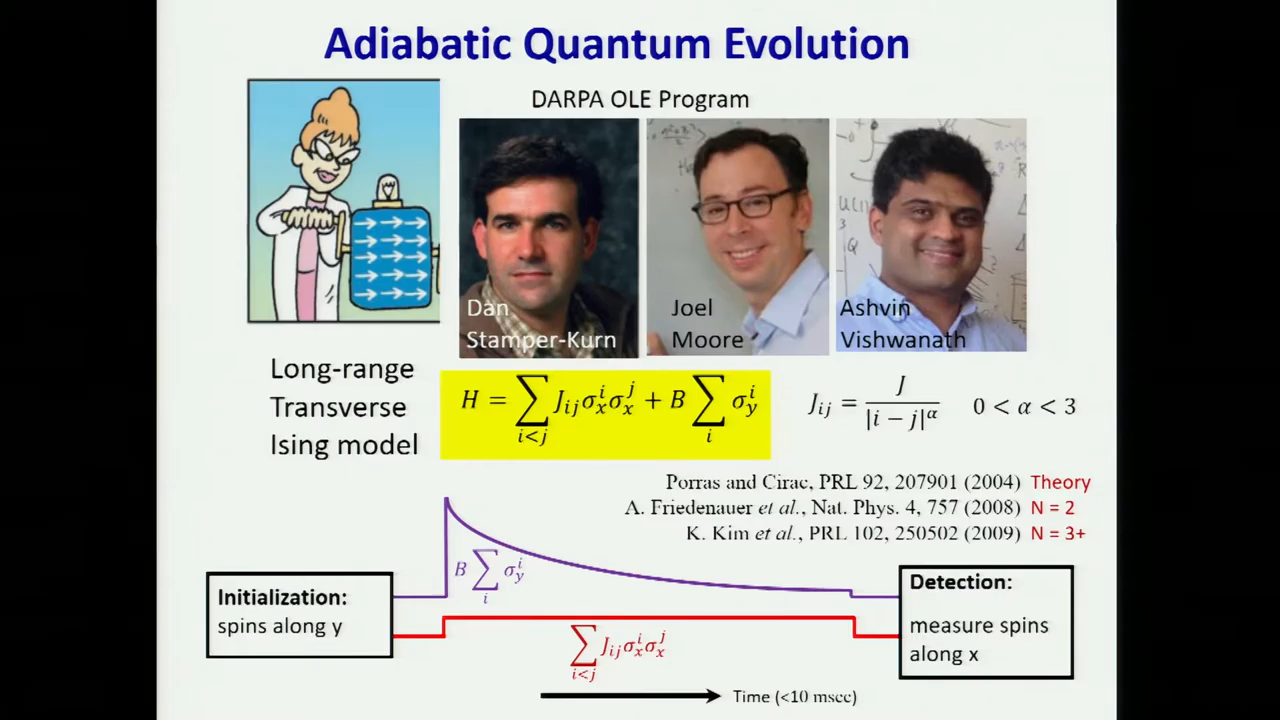 Adiabatic Quantum Evolution
DARPA OLE Program
Dan
Stamper-Kurn
Joel
Moore
Ashvin
Vishwanath
Long-range
Transverse
Ising model
H = ∑_{i<j} J_{ij} σ_x^i σ_x^j + B ∑_i σ_y^i
J_{ij} = J / |i − j|^α
0 < α < 3
Porras and Cirac, PRL 92, 207901 (2004) Theory
A. Friedenauer et al., Nat. Phys. 4, 757 (2008) N = 2
K. Kim et al., PRL 102, 250502 (2009) N = 3+
B ∑_i σ_y^i
Initialization:
spins along y
∑_{i<j} J_{ij} σ_x^i σ_x^j
Detection:
measure spins
along x
Time (<10 msec)